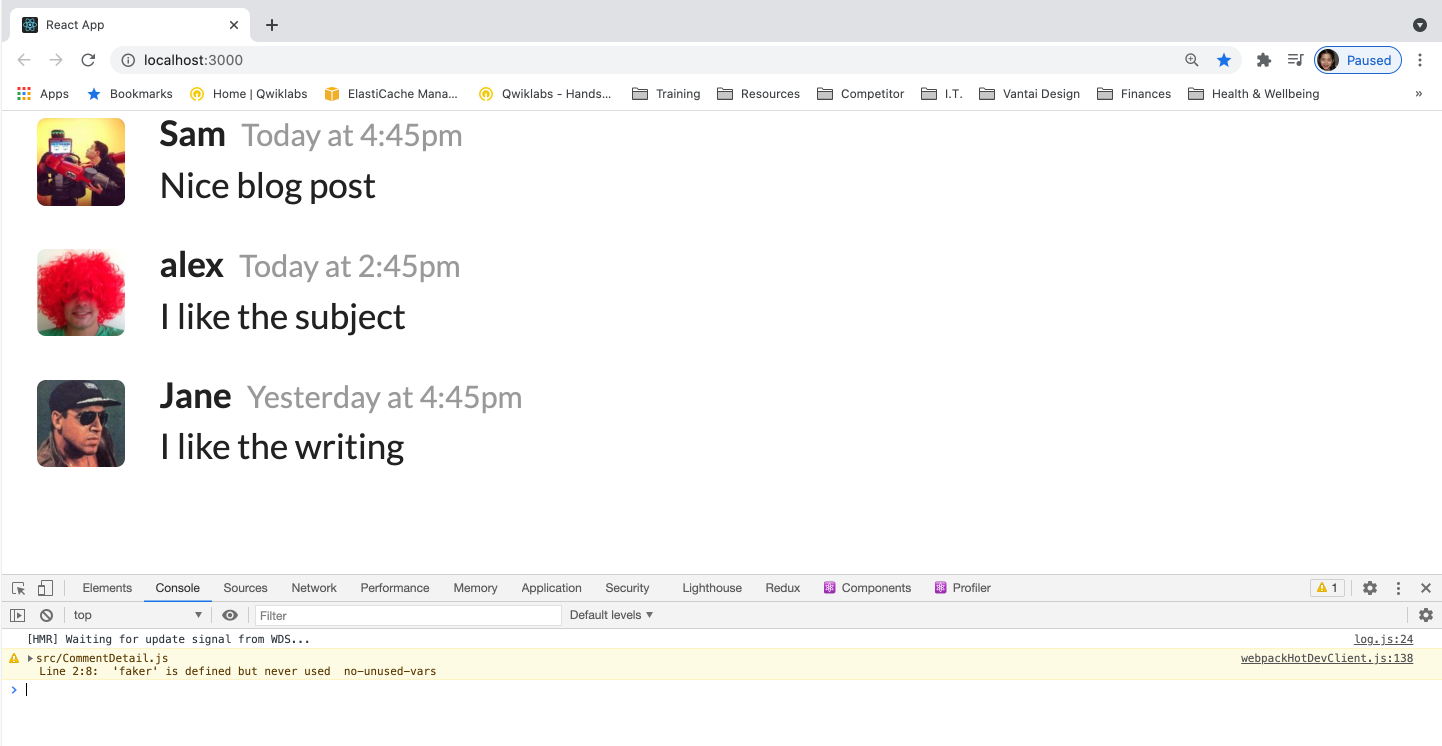 React App
localhost:3000
Paused
Apps Bookmarks Home | Qwiklabs ElastiCache Mana... Qwiklabs - Hands... Training Resources Competitor I.T. Vantai Design Finances Health & Wellbeing »
Sam Today at 4:45pm
Nice blog post
alex Today at 2:45pm
I like the subject
Jane Yesterday at 4:45pm
I like the writing
Elements Console Sources Network Performance Memory Application Security Lighthouse Redux Components Profiler 1
top Filter Default levels
[HMR] Waiting for update signal from WDS... log.js:24
src/CommentDetail.js webpackHotDevClient.js:138
Line 2:8: 'faker' is defined but never used no-unused-vars